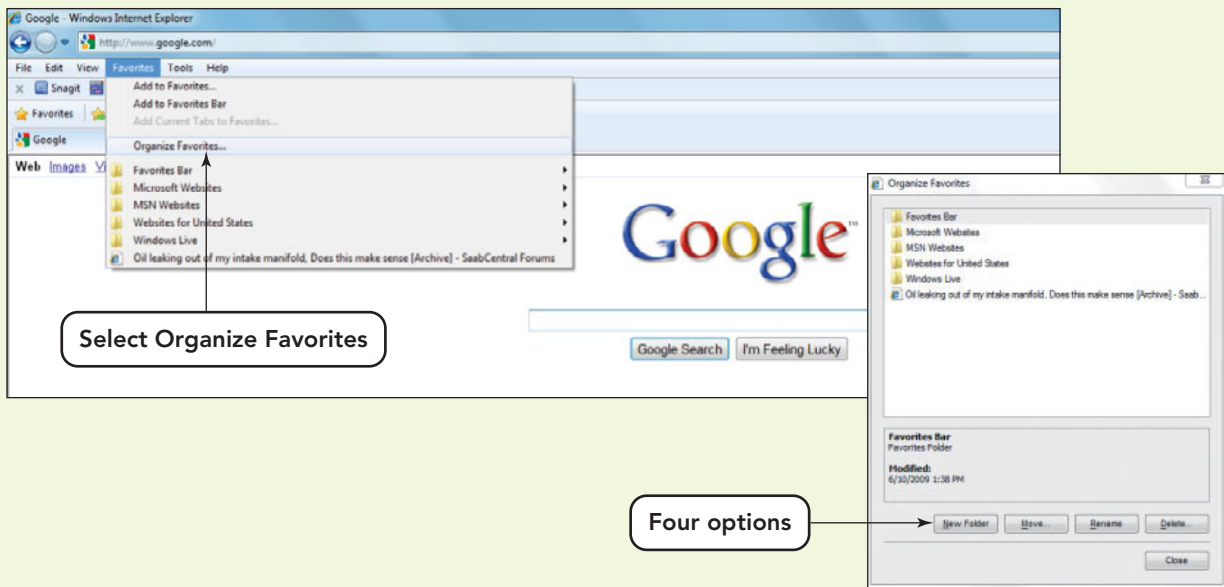 Google - Windows Internet Explorer
http://www.google.com/
File Edit View Favorites Tools Help
x Snagit
Favorites
Google
Add to Favorites...
Add to Favorites Bar
Add Current Tabs to Favorites...
Organize Favorites...
Favorites Bar
Microsoft Websites
MSN Websites
Websites for United States
Windows Live
Oil leaking out of my intake manifold, Does this make sense [Archive] - SaabCentral Forums
Web Images Vi
Google™
Google Search I'm Feeling Lucky
Select Organize Favorites
Organize Favorites
Favorites Bar
Microsoft Websites
MSN Websites
Websites for United States
Windows Live
Oil leaking out of my intake manifold, Does this make sense [Archive] - Saab...
Favorites Bar
Favorites Folder
Modified:
6/10/2009 1:38 PM
Four options
New Folder Move... Rename Delete...
Close